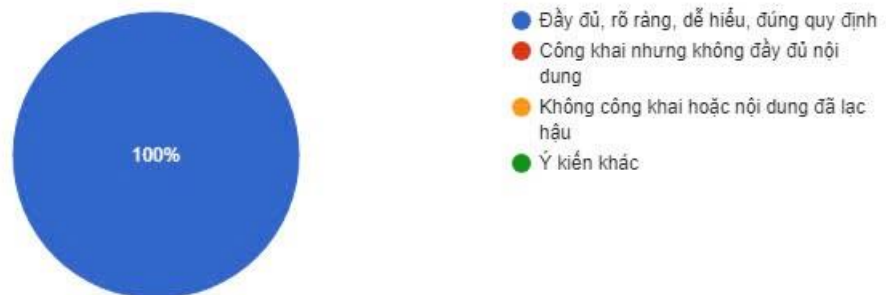 100%
Đầy đủ, rõ ràng, dễ hiểu, đúng quy định
Công khai nhưng không đầy đủ nội
dung
Không công khai hoặc nội dung đã lạc
hậu
Ý kiến khác